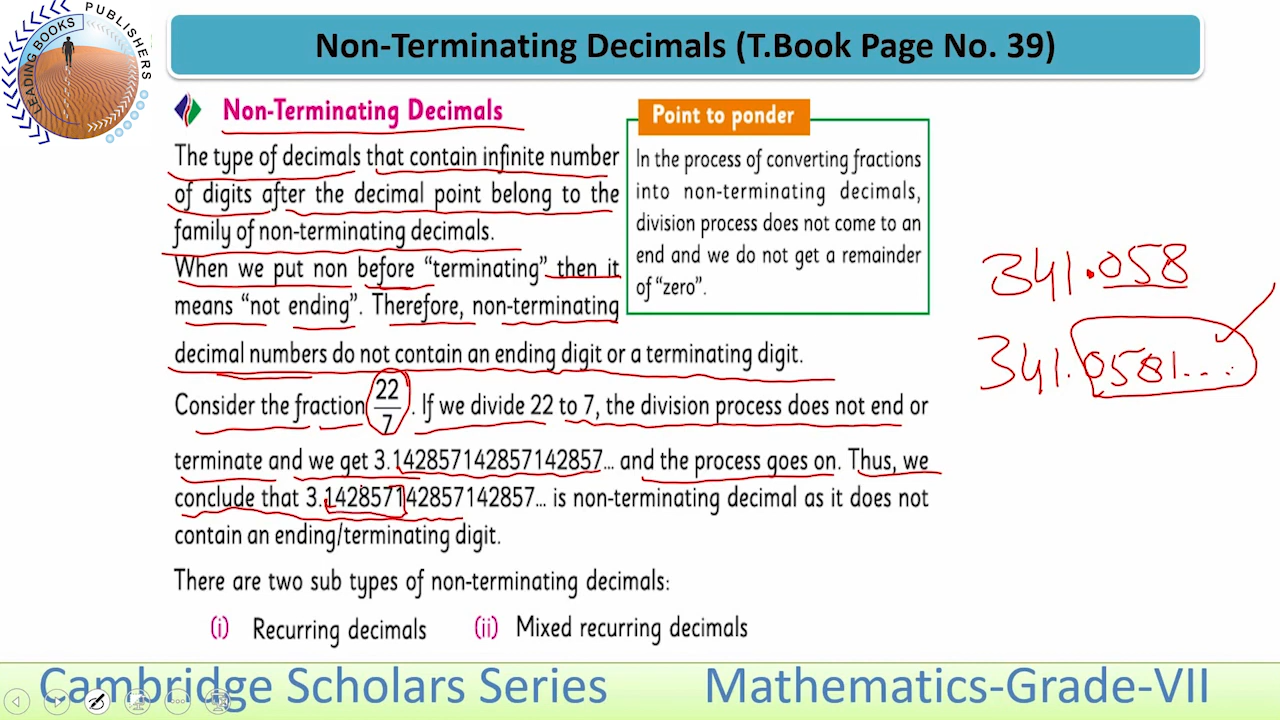 LEADING BOOKS PUBLISHERS
Non-Terminating Decimals (T.Book Page No. 39)
Non-Terminating Decimals
The type of decimals that contain infinite number
of digits after the decimal point belong to the
family of non-terminating decimals.
When we put non before “terminating” then it
means “not ending”. Therefore, non-terminating
decimal numbers do not contain an ending digit or a terminating digit.
Consider the fraction 22/7. If we divide 22 to 7, the division process does not end or
terminate and we get 3.142857142857142857... and the process goes on. Thus, we
conclude that 3.142857142857142857... is non-terminating decimal as it does not
contain an ending/terminating digit.
There are two sub types of non-terminating decimals:
(i) Recurring decimals (ii) Mixed recurring decimals
Point to ponder
In the process of converting fractions
into non-terminating decimals,
division process does not come to an
end and we do not get a remainder
of “zero”.
341.058
341.0581...
Cambridge Scholars Series Mathematics-Grade-VII